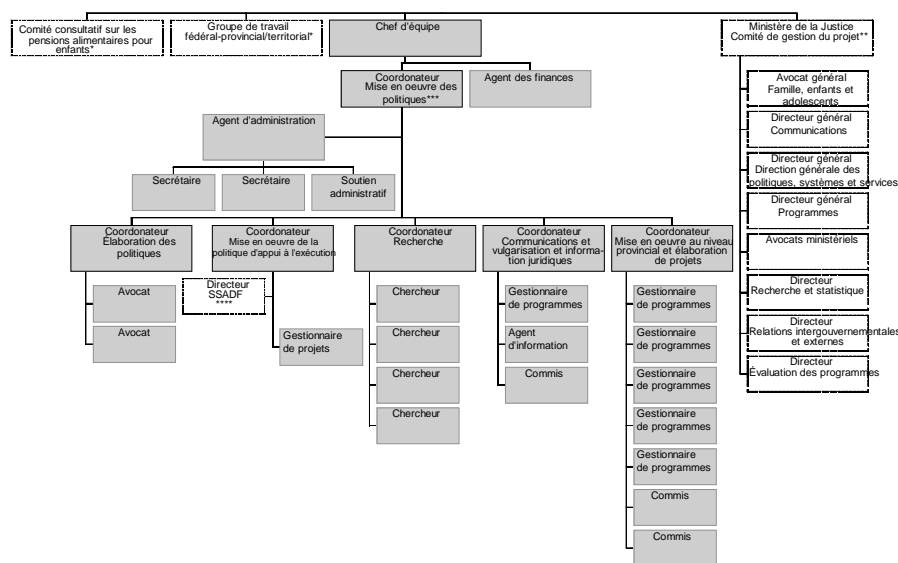 Comité consultatif sur les
pensions alimentaires pour
enfants*
Groupe de travail
fédéral-provincial/territorial*
Chef d'équipe
Ministère de la Justice
Comité de gestion du projet**
Coordonateur
Mise en oeuvre des
politiques***
Agent des finances
Agent d'administration
Secrétaire
Secrétaire
Soutien
administratif
Coordonateur
Élaboration des
politiques
Avocat
Avocat
Coordonateur
Mise en oeuvre de la
politique d'appui à l'exécution
Directeur
SSADF
****
Gestionnaire
de projets
Coordonateur
Recherche
Chercheur
Chercheur
Chercheur
Chercheur
Coordonateur
Communications et
vulgarisation et informa-
tion juridiques
Gestionnaire
de programmes
Agent
d'information
Commis
Coordonateur
Mise en oeuvre au niveau
provincial et élaboration
de projets
Gestionnaire
de programmes
Gestionnaire
de programmes
Gestionnaire
de programmes
Gestionnaire
de programmes
Gestionnaire
de programmes
Commis
Commis
Avocat général
Famille, enfants et
adolescents
Directeur général
Communications
Directeur général
Direction générale des
politiques, systèmes et services
Directeur général
Programmes
Avocats ministériels
Directeur
Recherche et statistique
Directeur
Relations intergouvernementales
et externes
Directeur
Évaluation des programmes